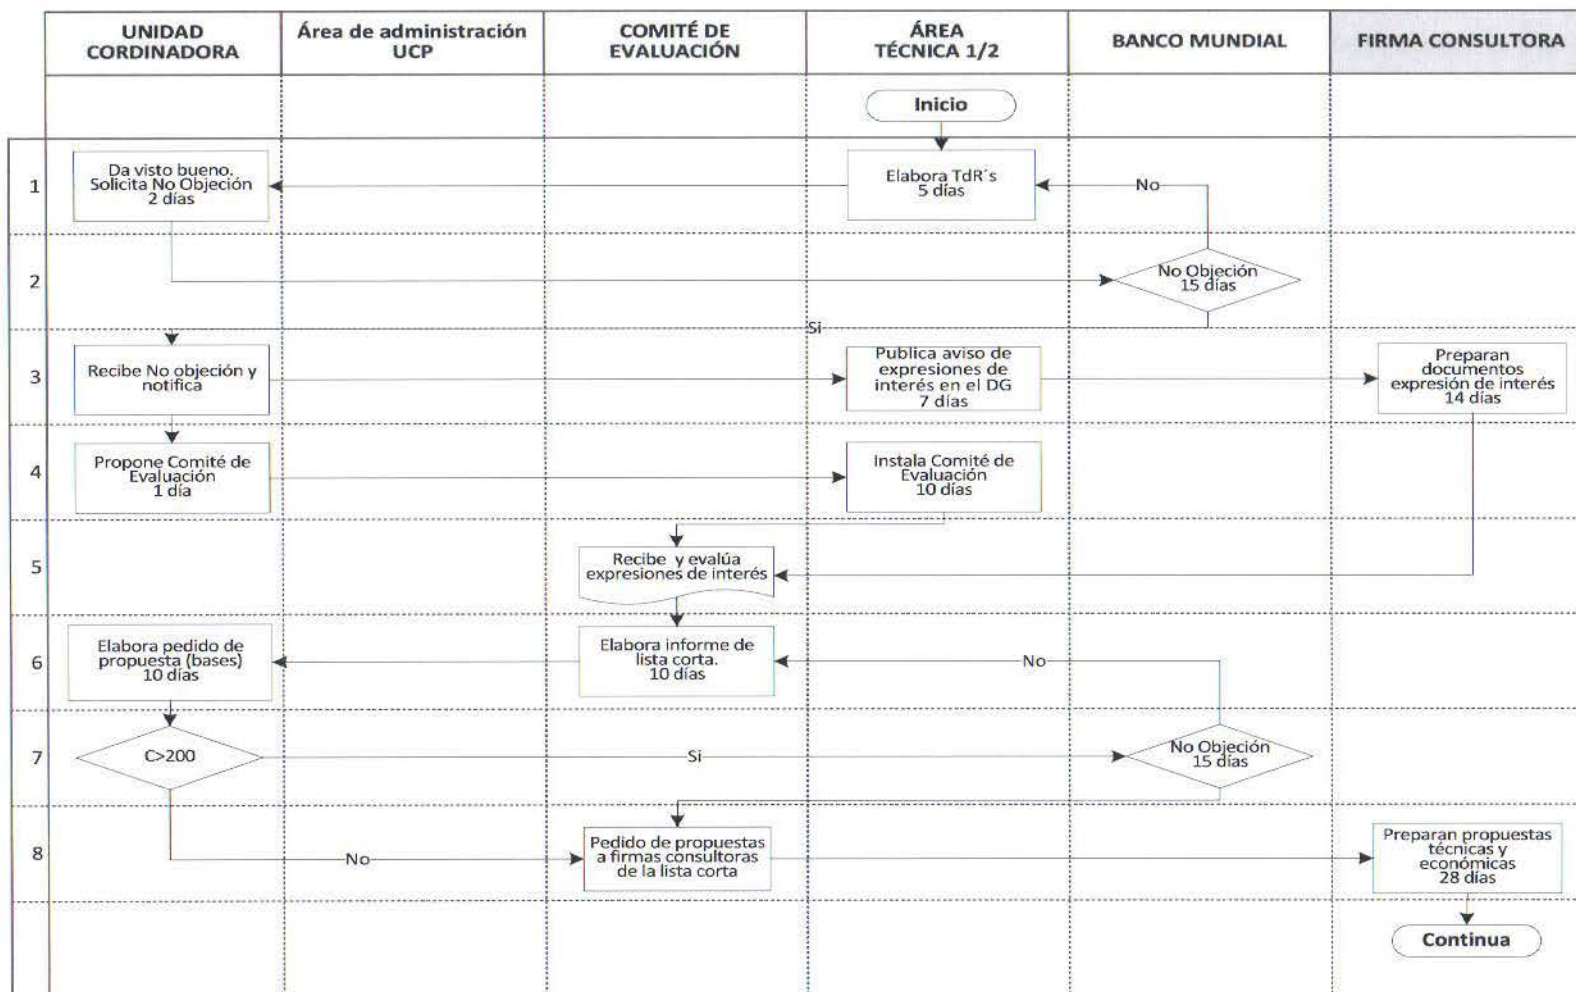 UNIDAD
CORDINADORA
Área de administración
UCP
COMITÉ DE
EVALUACIÓN
ÁREA
TÉCNICA 1/2
BANCO MUNDIAL
FIRMA CONSULTORA
Inicio
1
Da visto bueno.
Solicita No Objeción
2 días
Elabora TdR´s
5 días
No
2
No Objeción
15 días
Si
3
Recibe No objeción y
notifica
Publica aviso de
expresiones de
interés en el DG
7 días
Preparan
documentos
expresión de interés
14 días
4
Propone Comité de
Evaluación
1 día
Instala Comité de
Evaluación
10 días
5
Recibe y evalúa
expresiones de interés
6
Elabora pedido de
propuesta (bases)
10 días
Elabora informe de
lista corta.
10 días
No
7
C>200
Si
No Objeción
15 días
8
No
Pedido de propuestas
a firmas consultoras
de la lista corta
Preparan propuestas
técnicas y
económicas
28 días
Continua